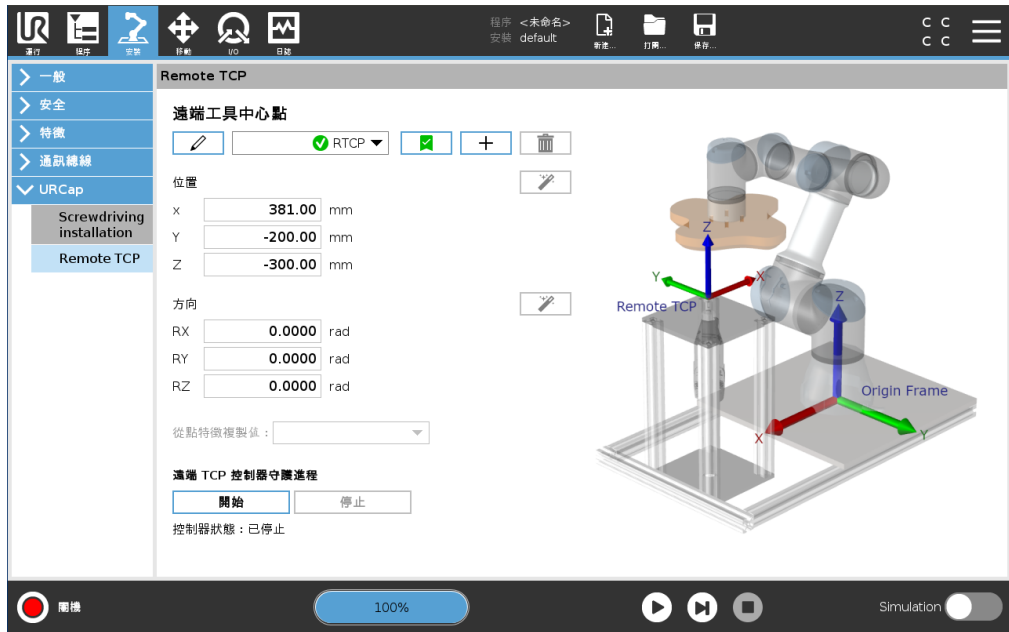 UR
運行
程序
安裝
移動
I/O
日誌
程序 <未命名>
安裝 default
新建...
打開...
保存...
C C
C C
一般
安全
特徵
通訊總線
URCap
Screwdriving
installation
Remote TCP
Remote TCP
遠端工具中心點
RTCP
位置
X 381.00 mm
Y -200.00 mm
Z -300.00 mm
方向
RX 0.0000 rad
RY 0.0000 rad
RZ 0.0000 rad
從點特徵複製值：
遠端 TCP 控制器守護進程
開始 停止
控制器狀態：已停止
Z
Y
X
Remote TCP
Z
Origin Frame
X
Y
關機
100%
Simulation